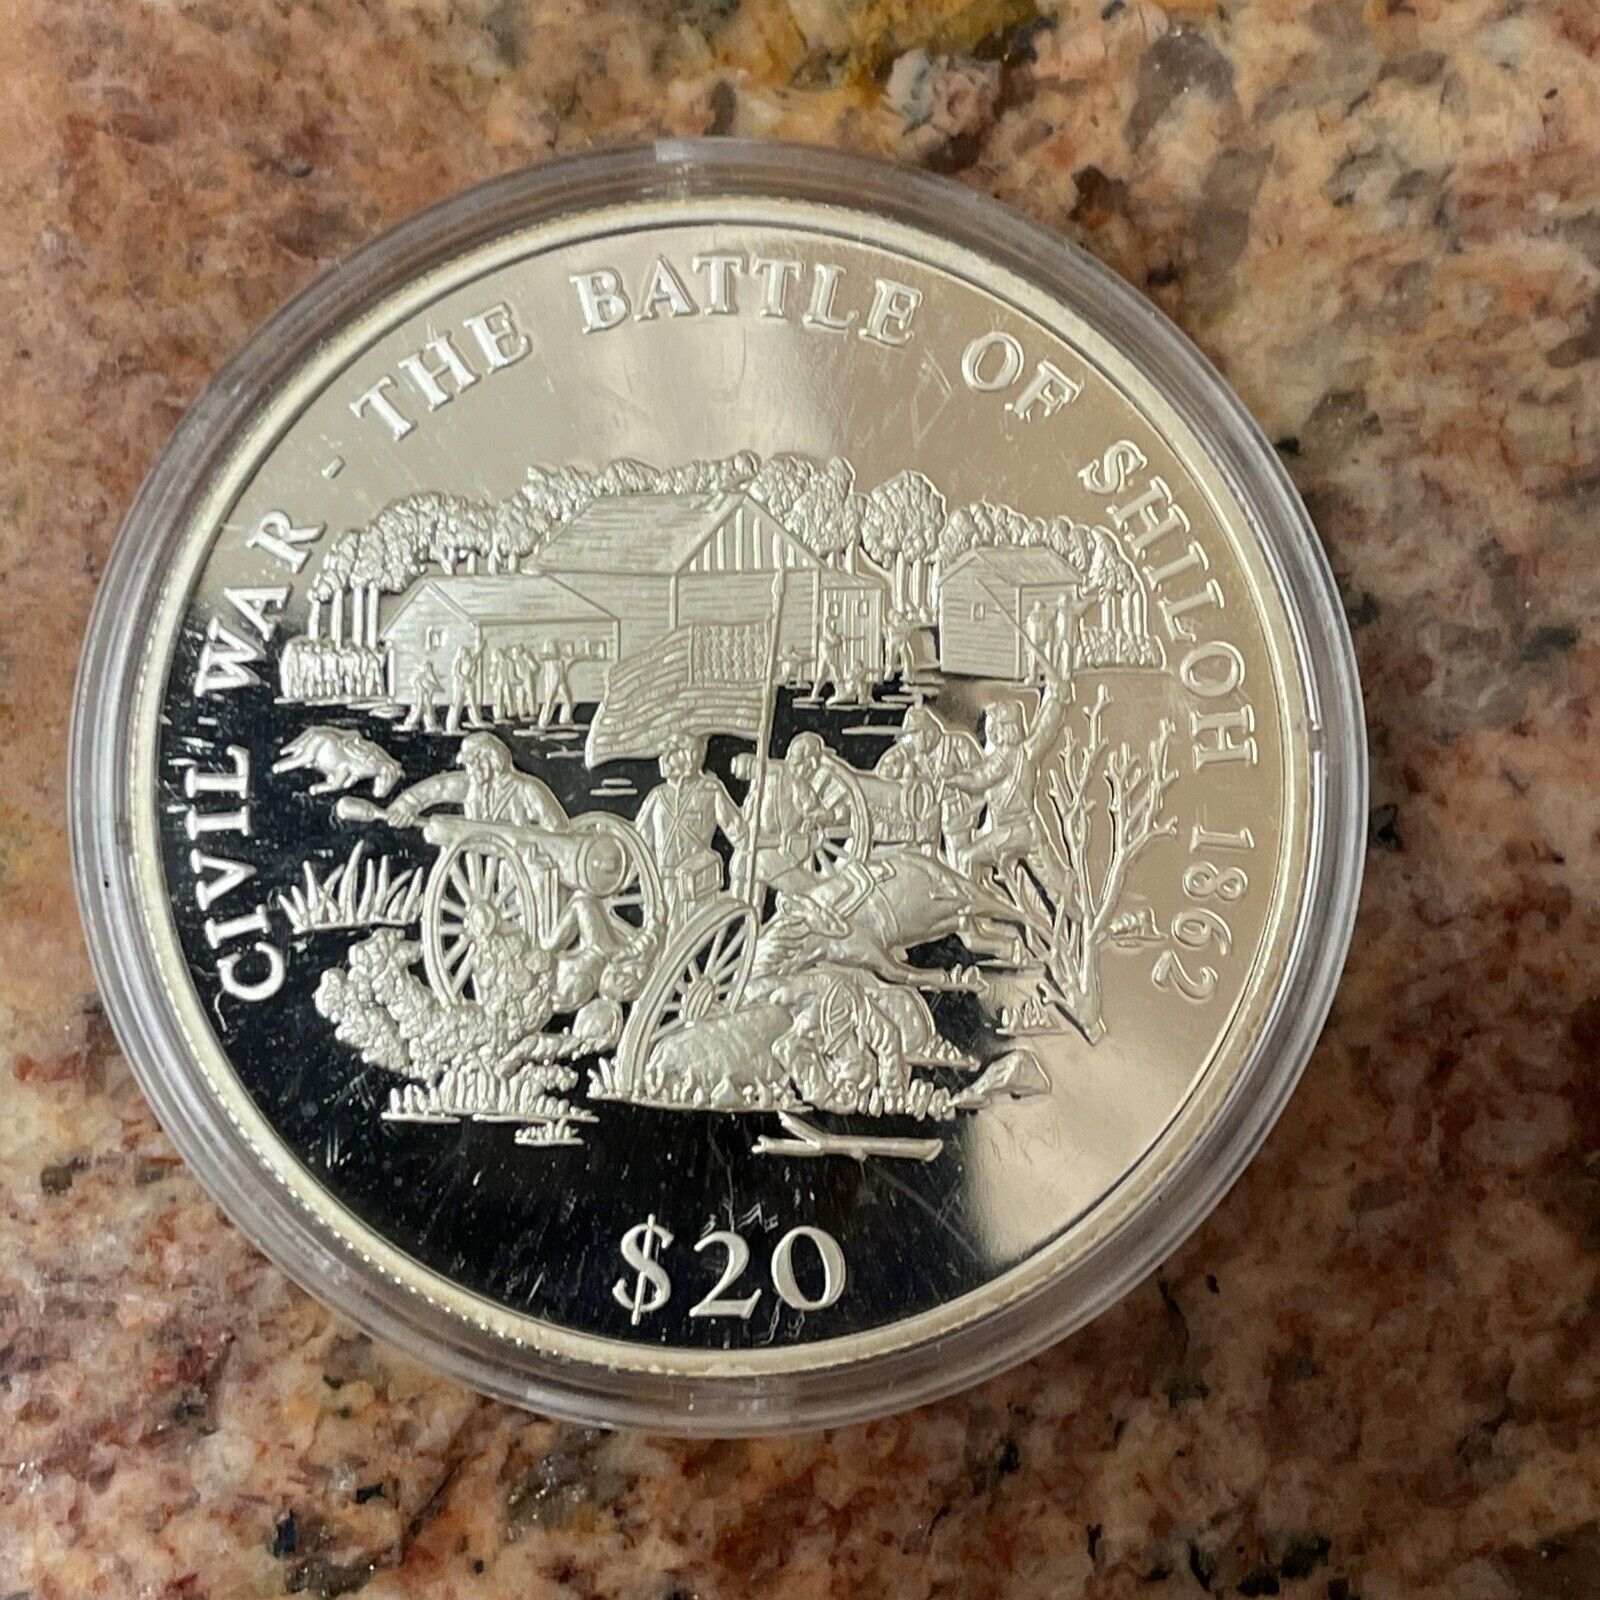 CIVIL WAR - THE BATTLE OF SHILOH 1862
$20